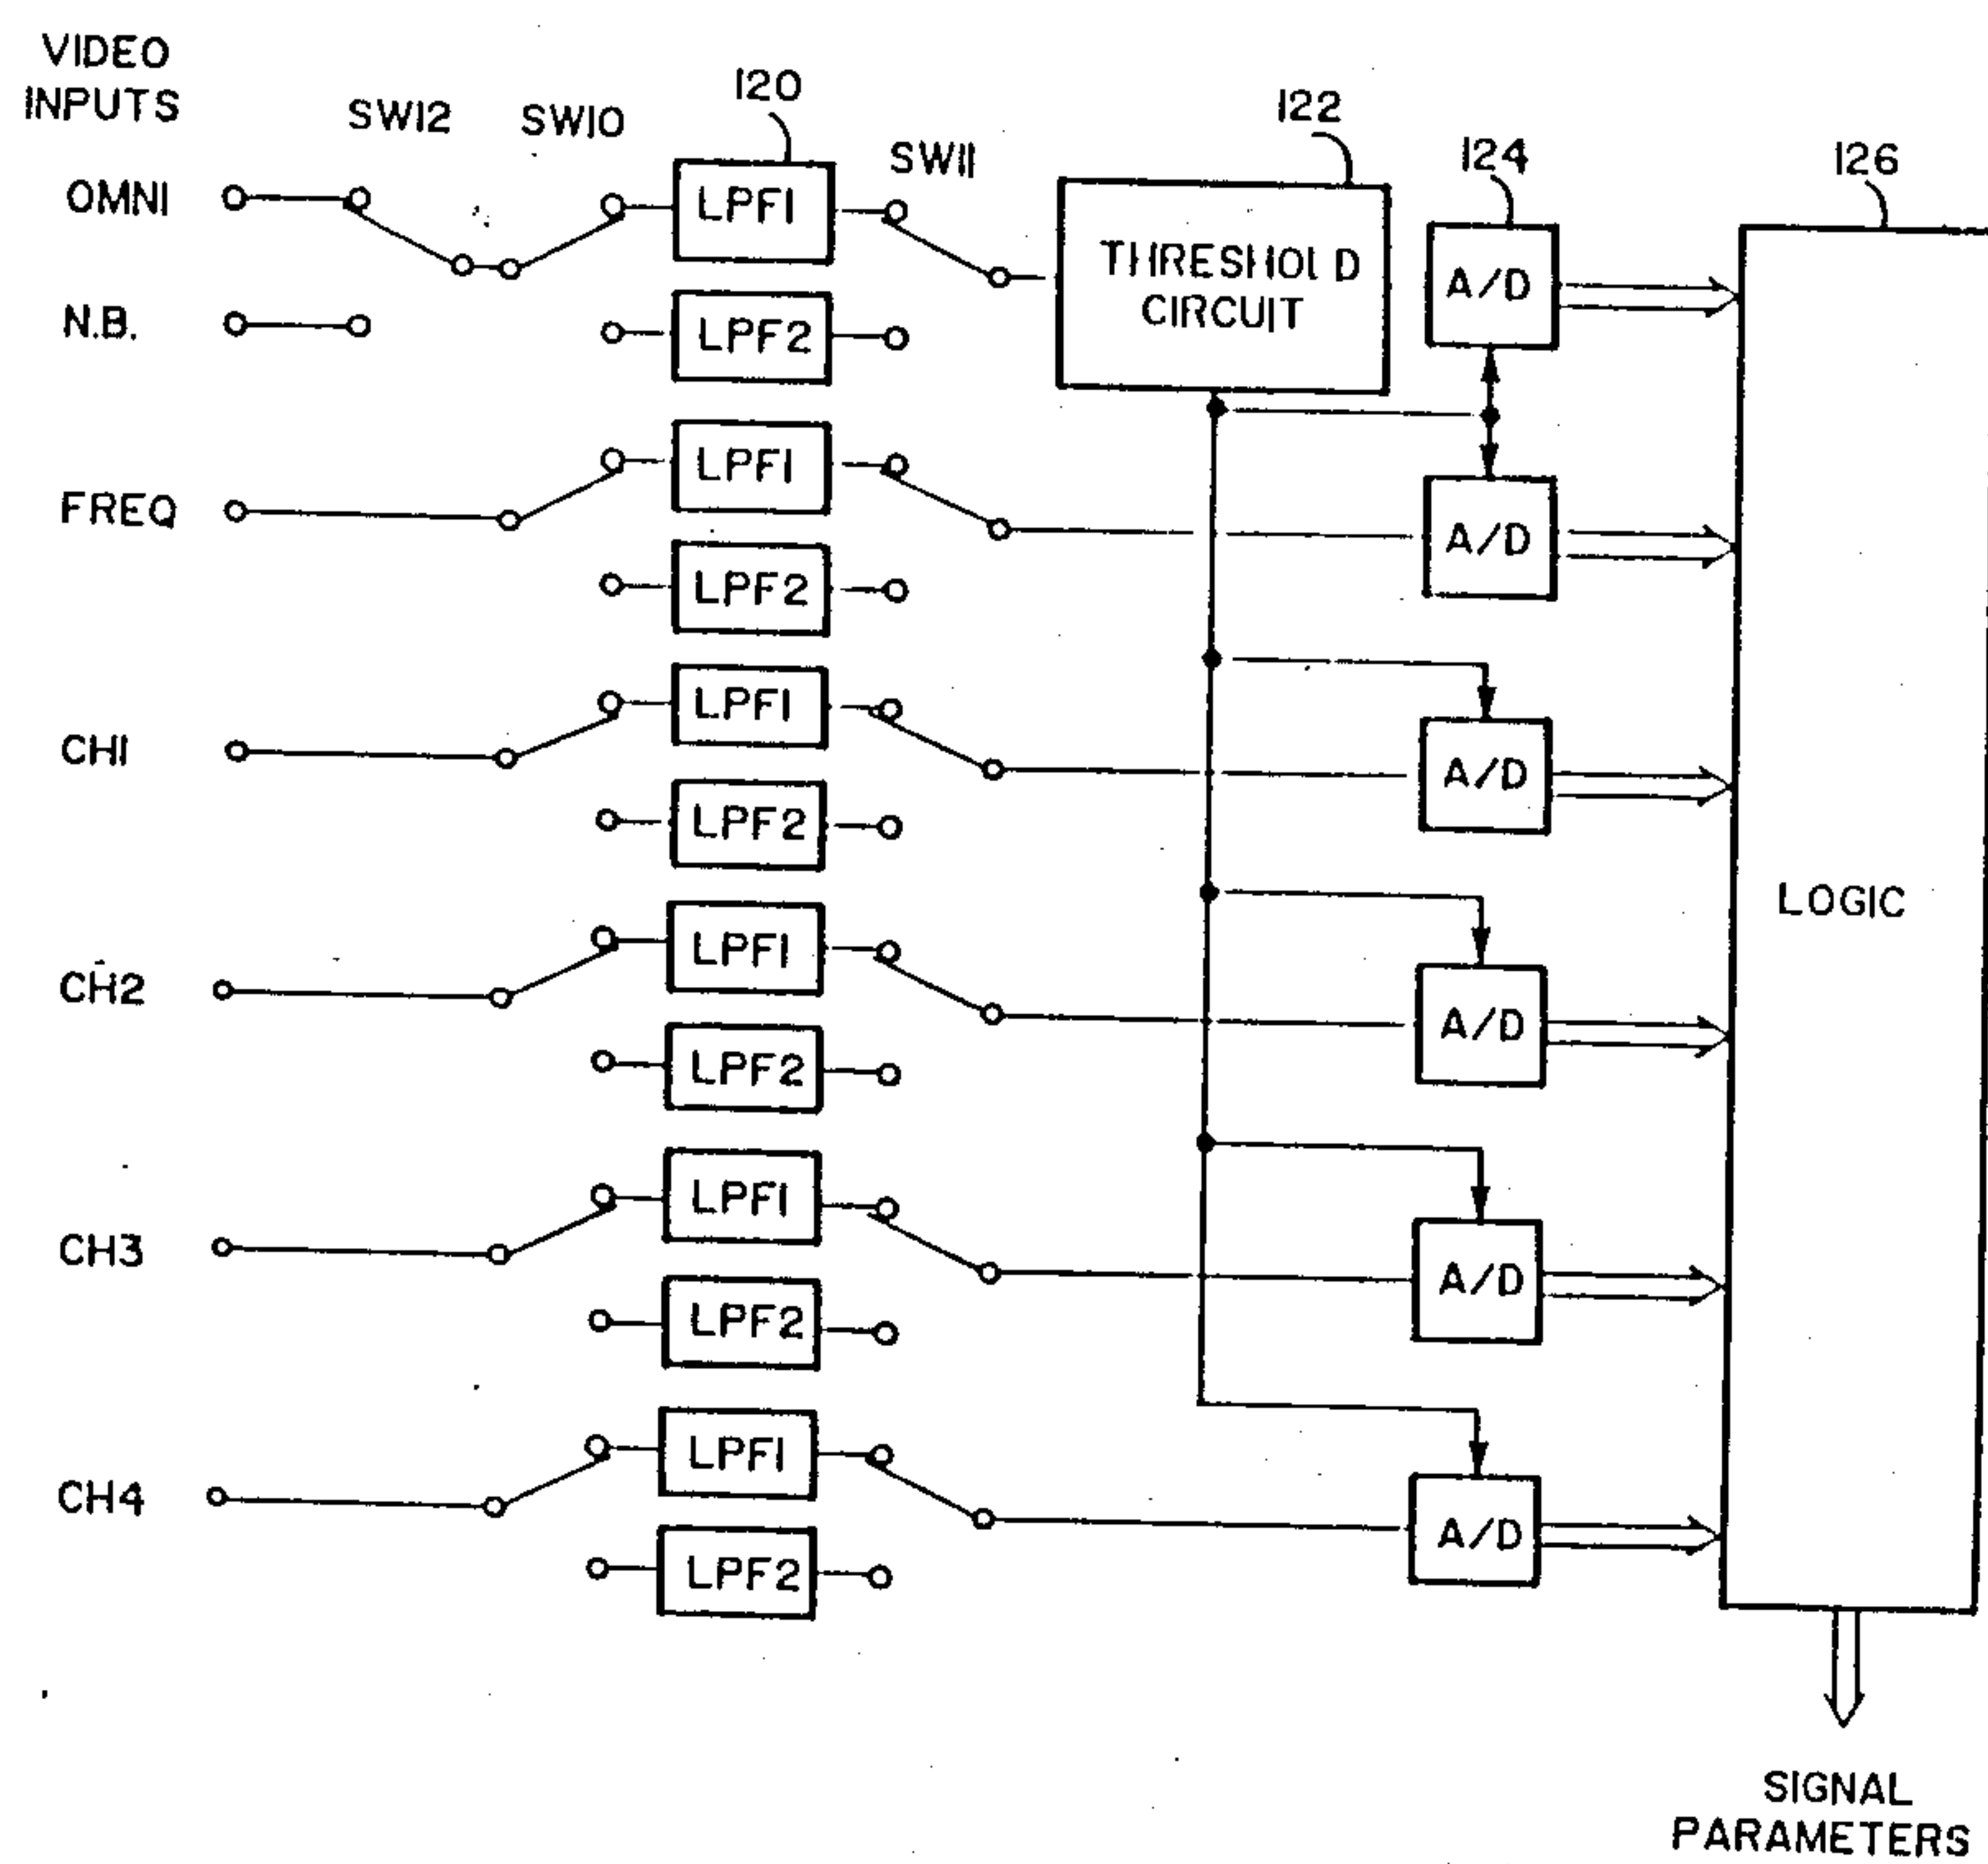 VIDEO
INPUTS
SW12
SW10
120
SW11
122
124
126
OMNI
LPF1
THRESHOLD
CIRCUIT
A/D
N.B.
LPF2
FREQ
LPF1
A/D
LPF2
CH1
LPF1
A/D
LPF2
LOGIC
CH2
LPF1
A/D
LPF2
CH3
LPF1
A/D
LPF2
CH4
LPF1
A/D
LPF2
SIGNAL
PARAMETERS